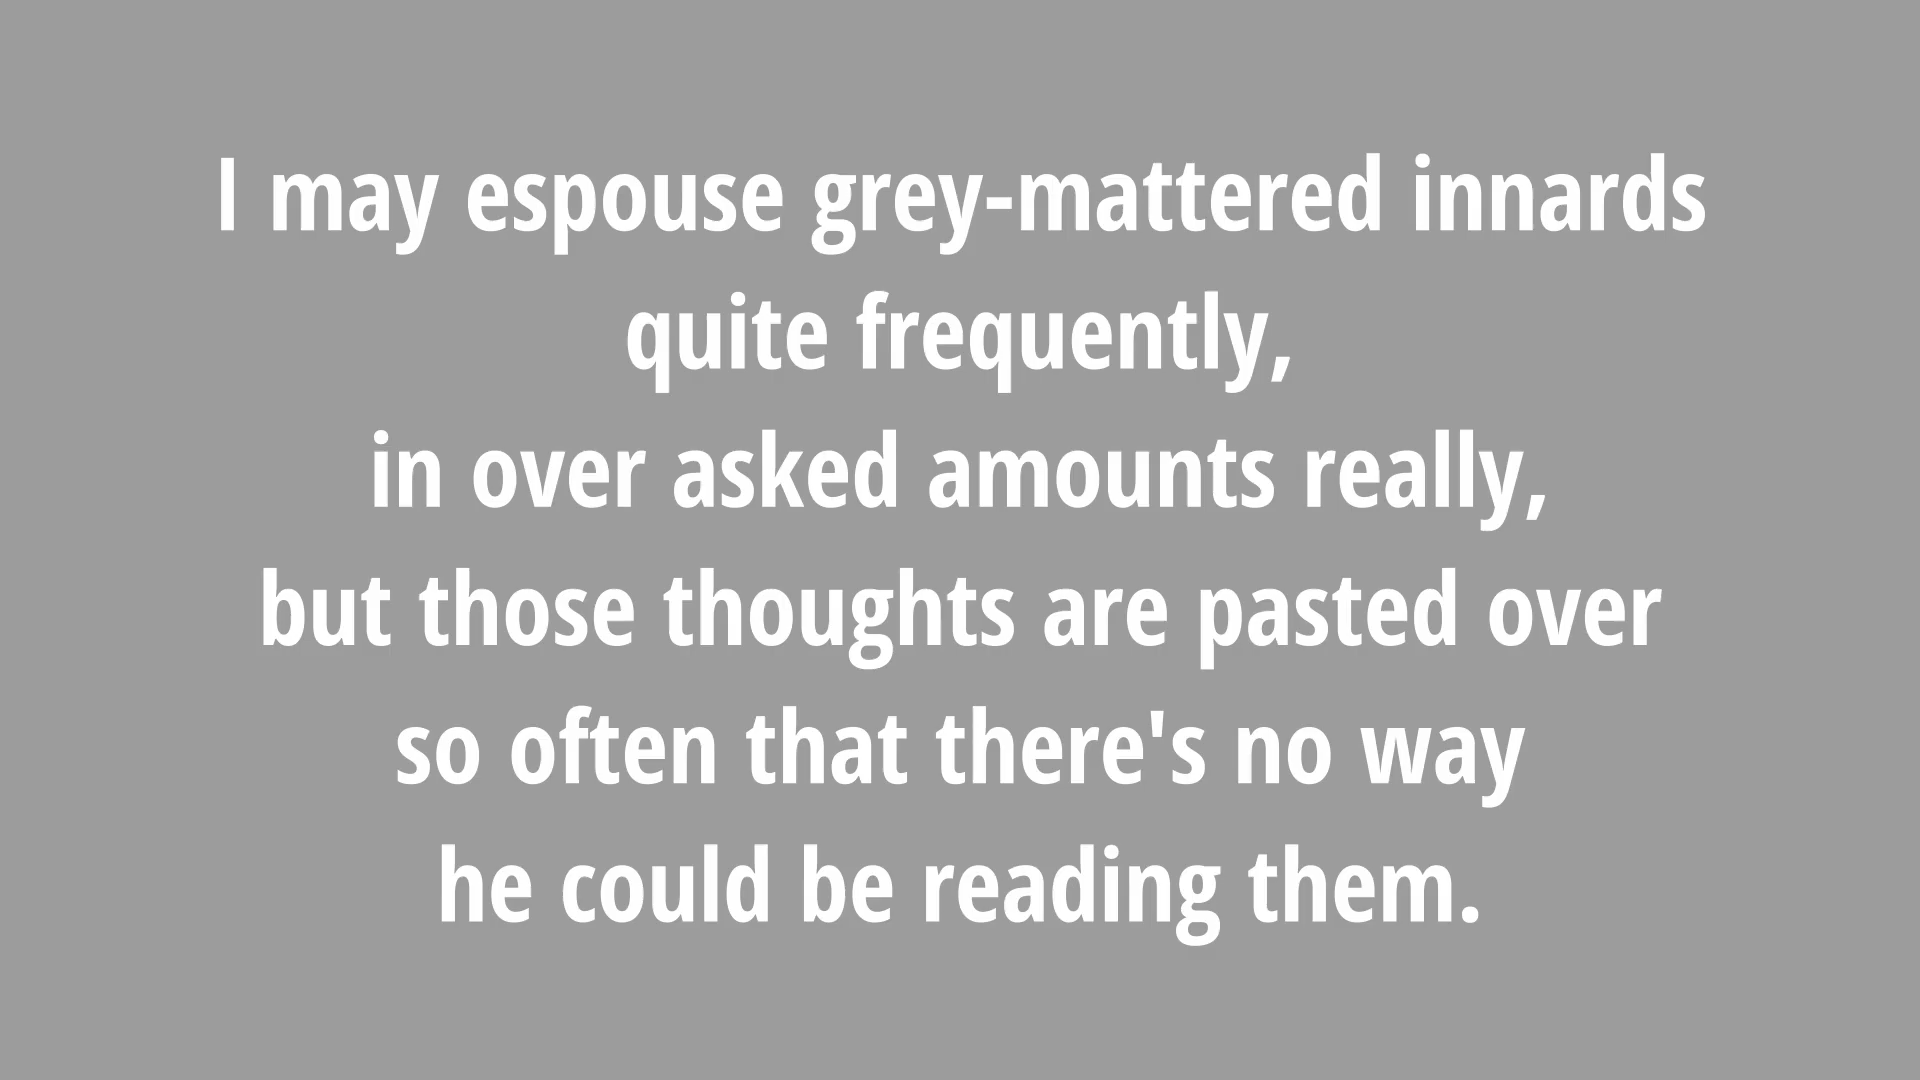 I may espouse grey-mattered innards
quite frequently,
in over asked amounts really,
but those thoughts are pasted over
so often that there's no way
he could be reading them.